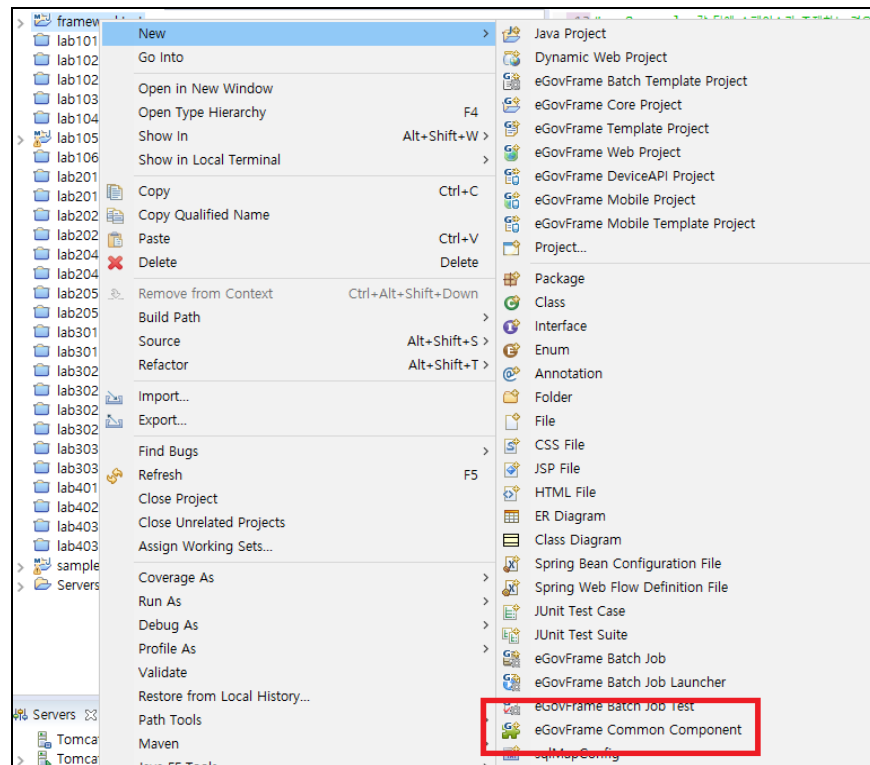 lab101
lab102
lab102
lab103
lab104
lab105
lab106
lab201
lab201
lab202
lab202
lab204
lab204
lab205
lab205
lab301
lab301
lab302
lab302
lab302
lab302
lab303
lab303
lab401
lab402
lab403
lab403
sample
Servers
Servers
Tomca
Tomca
New
Go Into
Open in New Window
Open Type Hierarchy F4
Show In Alt+Shift+W >
Show in Local Terminal
Copy Ctrl+C
Copy Qualified Name
Paste Ctrl+V
Delete Delete
Remove from Context Ctrl+Alt+Shift+Down
Build Path
Source Alt+Shift+S >
Refactor Alt+Shift+T >
Import...
Export...
Find Bugs
Refresh F5
Close Project
Close Unrelated Projects
Assign Working Sets...
Coverage As
Run As
Debug As
Profile As
Validate
Restore from Local History...
Path Tools
Maven
Java EE Tools
Java Project
Dynamic Web Project
eGovFrame Batch Template Project
eGovFrame Core Project
eGovFrame Template Project
eGovFrame Web Project
eGovFrame DeviceAPI Project
eGovFrame Mobile Project
eGovFrame Mobile Template Project
Project...
Package
Class
Interface
Enum
Annotation
Folder
File
CSS File
JSP File
HTML File
ER Diagram
Class Diagram
Spring Bean Configuration File
Spring Web Flow Definition File
JUnit Test Case
JUnit Test Suite
eGovFrame Batch Job
eGovFrame Batch Job Launcher
eGovFrame Batch Job Test
eGovFrame Common Component
sqlMapConfig